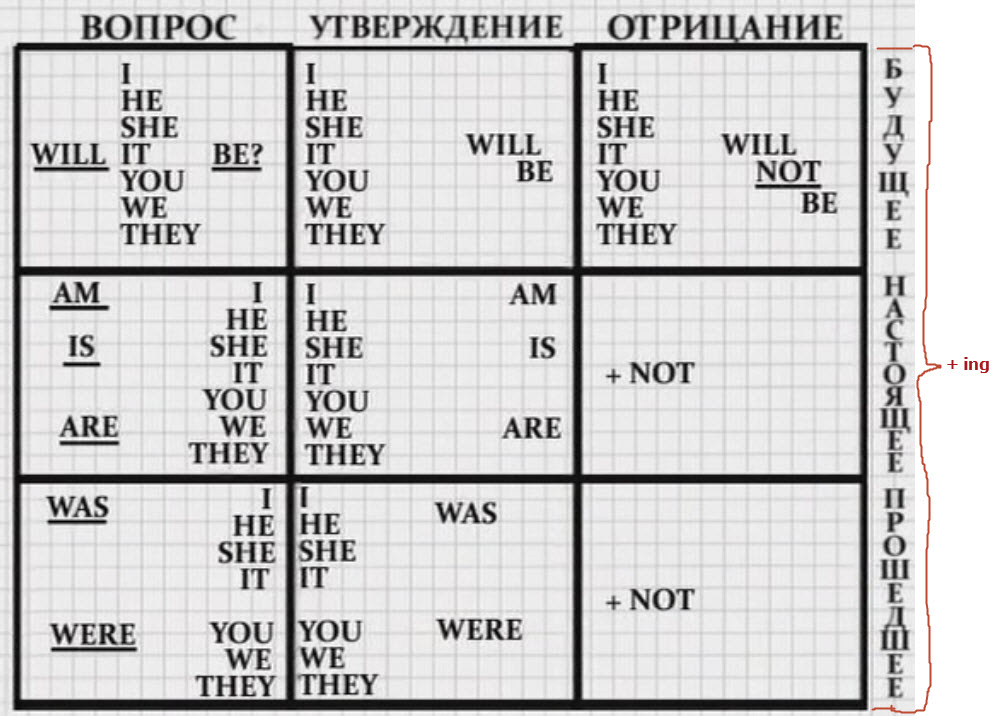 ВОПРОС УТВЕРЖДЕНИЕ ОТРИЦАНИЕ
I
HE
SHE
WILL IT BE?
YOU
WE
THEY
I
HE
SHE
IT
YOU
WE
THEY
WILL
BE
I
HE
SHE
IT
YOU
WE
THEY
WILL
NOT
BE
БУДУЩЕЕ
AM I
HE
IS SHE
IT
YOU
ARE WE
THEY
I AM
HE
SHE IS
IT
YOU
WE ARE
THEY
+ NOT
НАСТОЯЩЕЕ
+ ing
WAS I
HE
SHE
IT
WERE YOU
WE
THEY
I WAS
HE
SHE
IT
YOU WERE
WE
THEY
+ NOT
ПРОШЕДШЕЕ